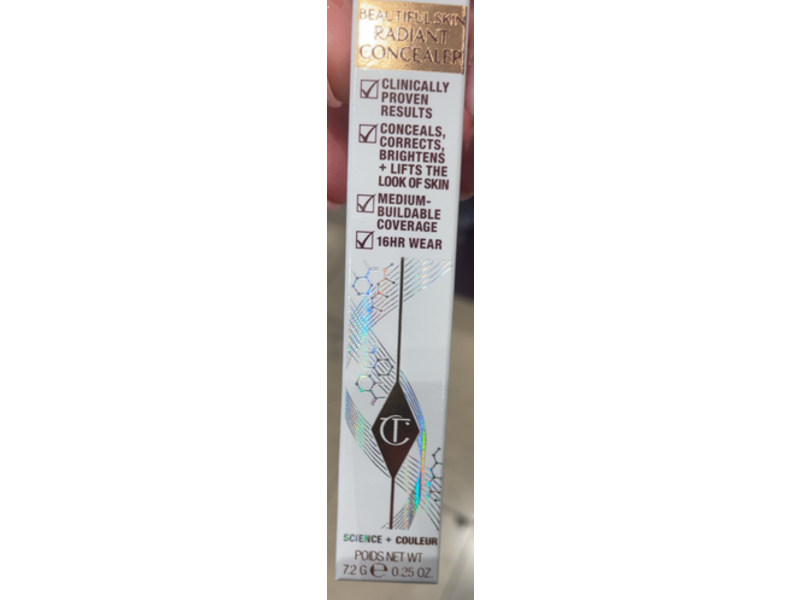 BEAUTIFUL SKIN
RADIANT
CONCEALER
CLINICALLY
PROVEN
RESULTS
CONCEALS,
CORRECTS,
BRIGHTENS
+ LIFTS THE
LOOK OF SKIN
MEDIUM-
BUILDABLE
COVERAGE
16HR WEAR
CT
SCIENCE + COULEUR
POIDS NET WT
7.2 G ℮ 0.25 OZ.